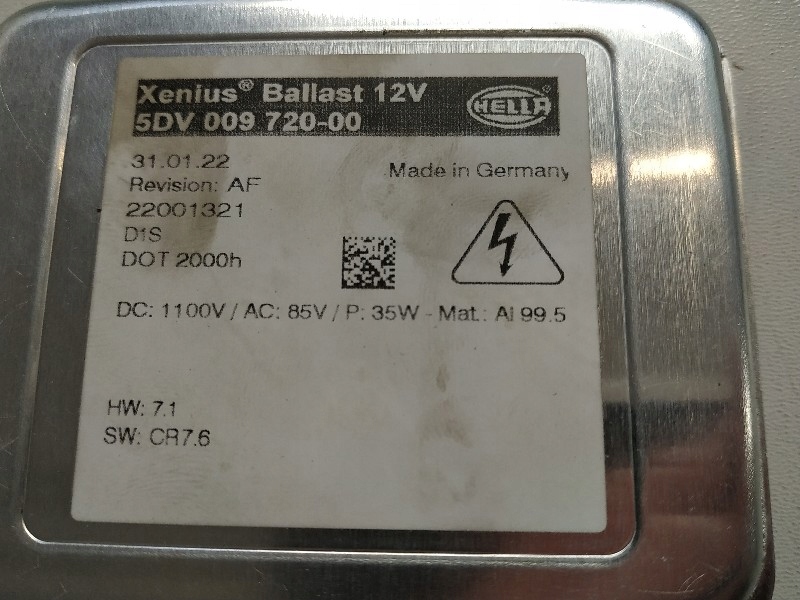 Xenius® Ballast 12V
5DV 009 720-00
HELLA
31.01.22
Made in Germany
Revision: AF
22001321
D1S
DOT 2000h
DC: 1100V / AC: 85V / P: 35W - Mat.: Al 99.5
HW: 7.1
SW: CR7.6